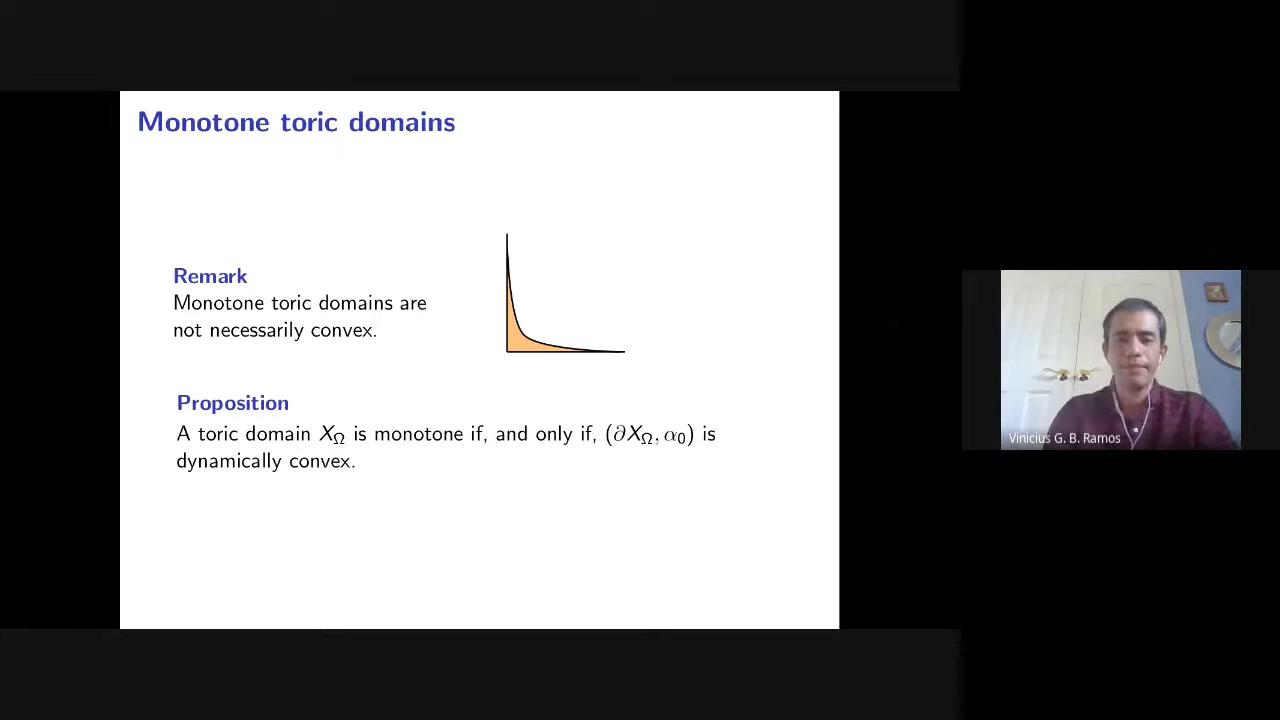 Monotone toric domains
Remark
Monotone toric domains are
not necessarily convex.
Proposition
A toric domain X_Ω is monotone if, and only if, (∂X_Ω, α₀) is
dynamically convex.
Vinicius G. B. Ramos